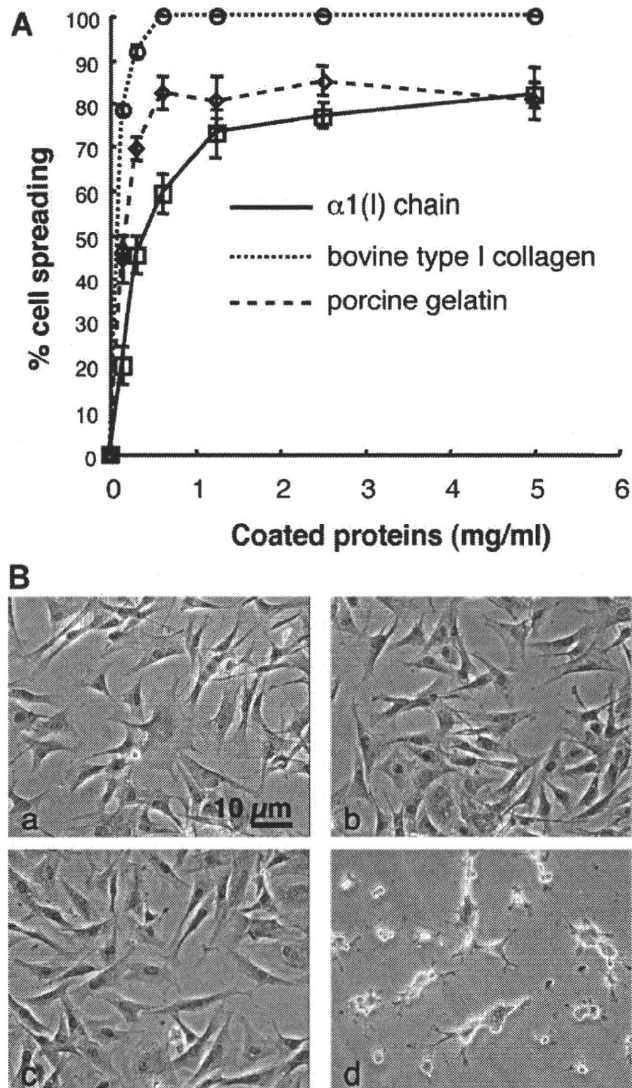 A
100
90
80
70
60
50
40
30
20
10
0
% cell spreading
α1(I) chain
bovine type I collagen
porcine gelatin
0 1 2 3 4 5 6
Coated proteins (mg/ml)
B
a
10 µm
b
c
d